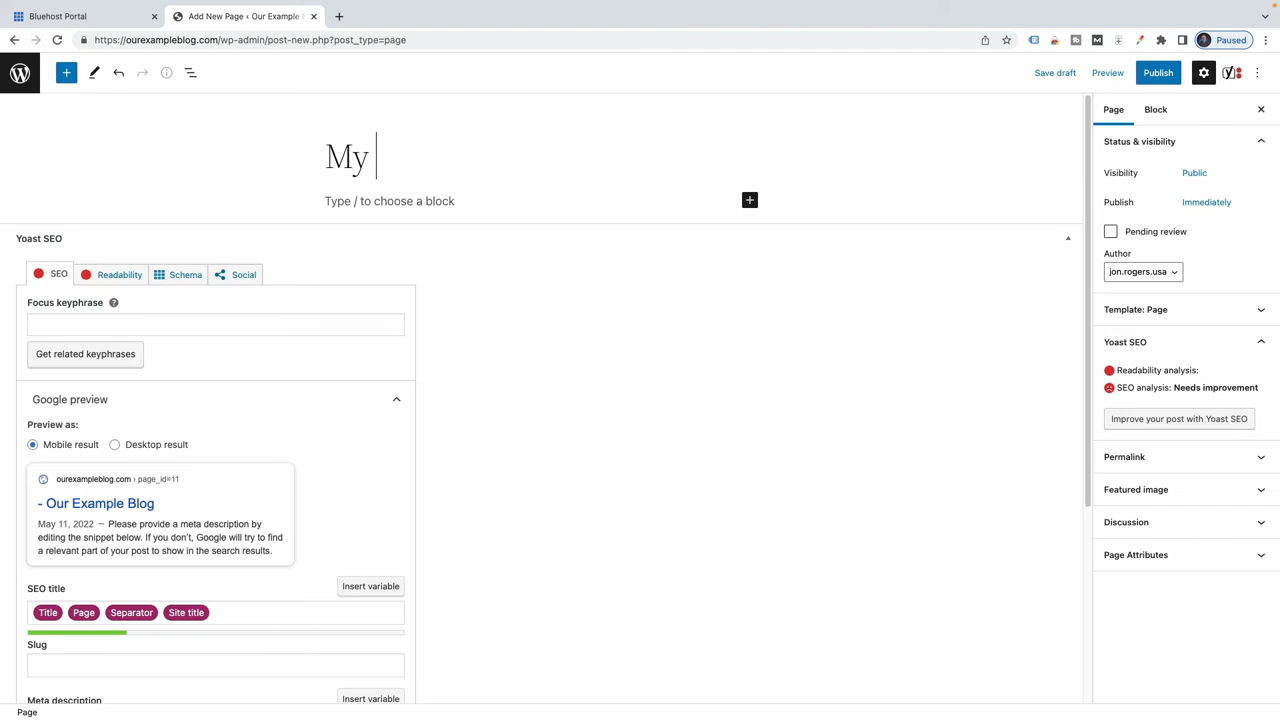 Bluehost Portal
Add New Page ‹ Our Example B
https://ourexampleblog.com/wp-admin/post-new.php?post_type=page
Paused
Save draft
Preview
Publish
Page
Block
My
Type / to choose a block
Status & visibility
Visibility
Public
Publish
Immediately
Pending review
Author
jon.rogers.usa
Template: Page
Yoast SEO
Readability analysis:
SEO analysis: Needs improvement
Improve your post with Yoast SEO
Permalink
Featured image
Discussion
Page Attributes
Yoast SEO
SEO
Readability
Schema
Social
Focus keyphrase
Get related keyphrases
Google preview
Preview as:
Mobile result
Desktop result
ourexampleblog.com › page_id=11
- Our Example Blog
May 11, 2022 — Please provide a meta description by
editing the snippet below. If you don't, Google will try to find
a relevant part of your post to show in the search results.
SEO title
Insert variable
Title Page Separator Site title
Slug
Meta description
Insert variable
Page